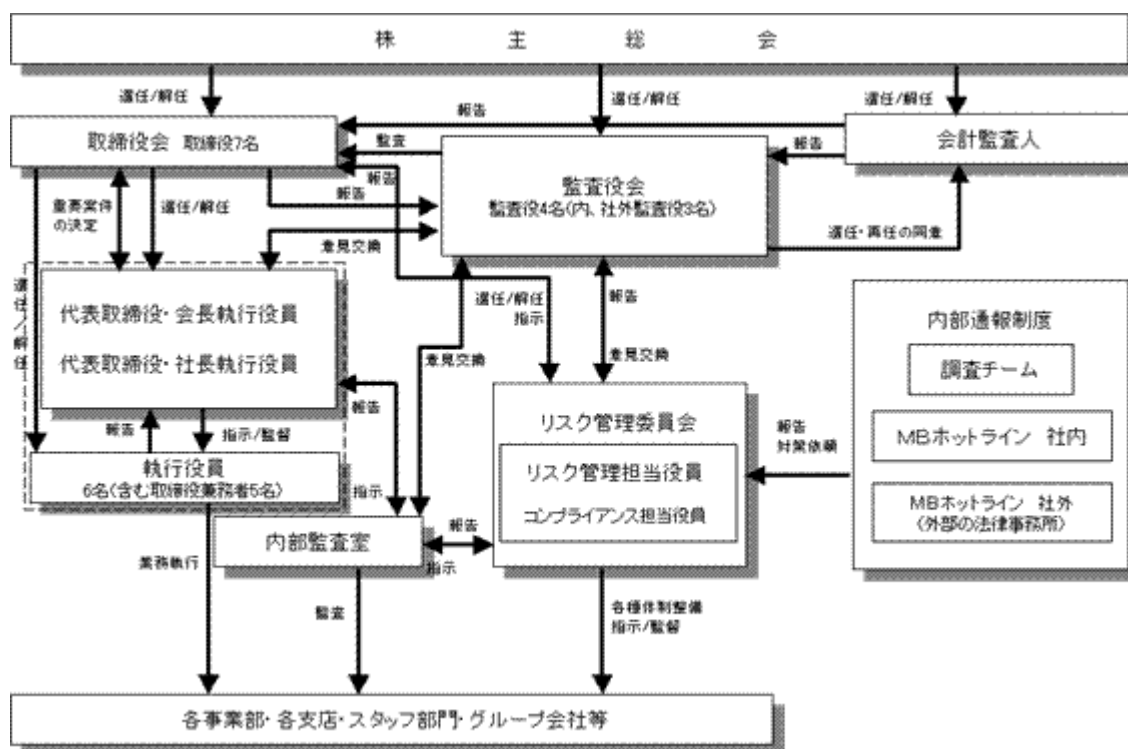 株主総会
選任/解任
選任/解任
選任/解任
報告
取締役会 取締役7名
監査
報告
会計監査人
報告
報告
監査役会
監査役4名(内、社外監査役3名)
重要案件
の決定
選任/解任
意見交換
選任・再任の同意
選任/解任
代表取締役・会長執行役員
代表取締役・社長執行役員
選任/解任
指示
報告
意見交換
意見交換
内部通報制度
調査チーム
MBホットライン 社内
MBホットライン 社外
(外部の法律事務所)
報告
対策依頼
報告
指示
報告
指示/監督
執行役員
6名(含む取締役兼務者5名)
リスク管理委員会
リスク管理担当役員
コンプライアンス担当役員
内部監査室
報告
指示
業務執行
監査
各種体制整備
指示/監督
各事業部・各支店・スタッフ部門・グループ会社等